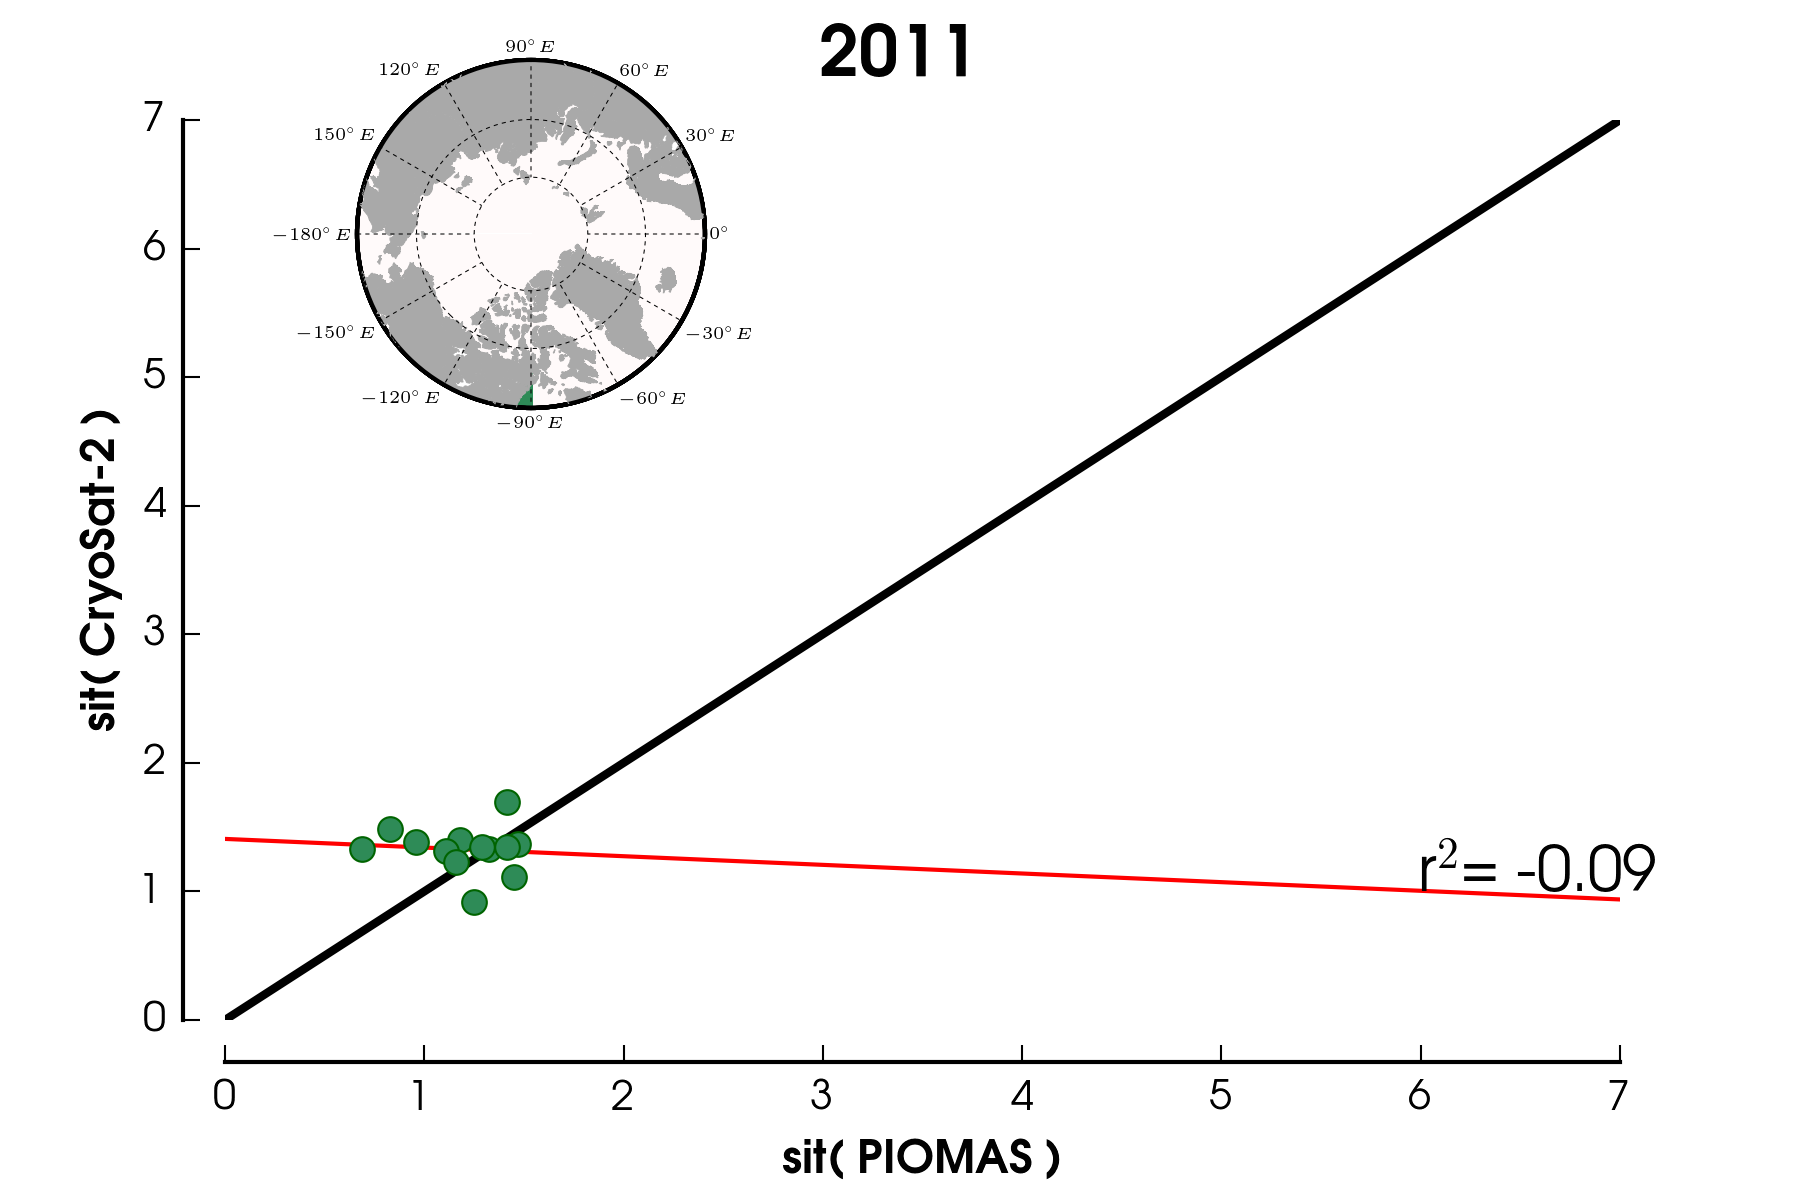 2011
90° E
120° E
60° E
150° E
30° E
−180° E
0°
−150° E
−30° E
−120° E
−60° E
−90° E
7
6
5
4
3
2
1
0
sit( CryoSat-2 )
r²= -0.09
0 1 2 3 4 5 6 7
sit( PIOMAS )